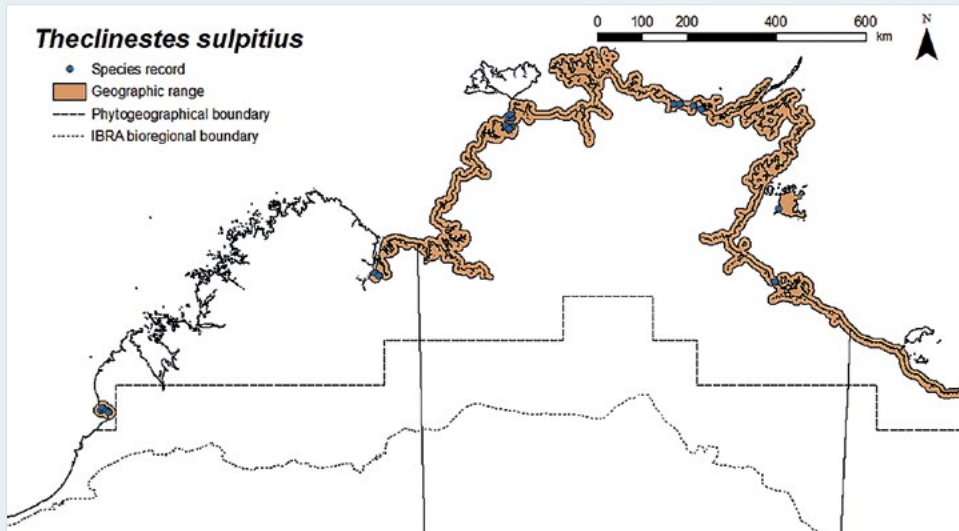 Theclinestes sulpitius
Species record
Geographic range
Phytogeographical boundary
IBRA bioregional boundary
0 100 200 400 600
km
N